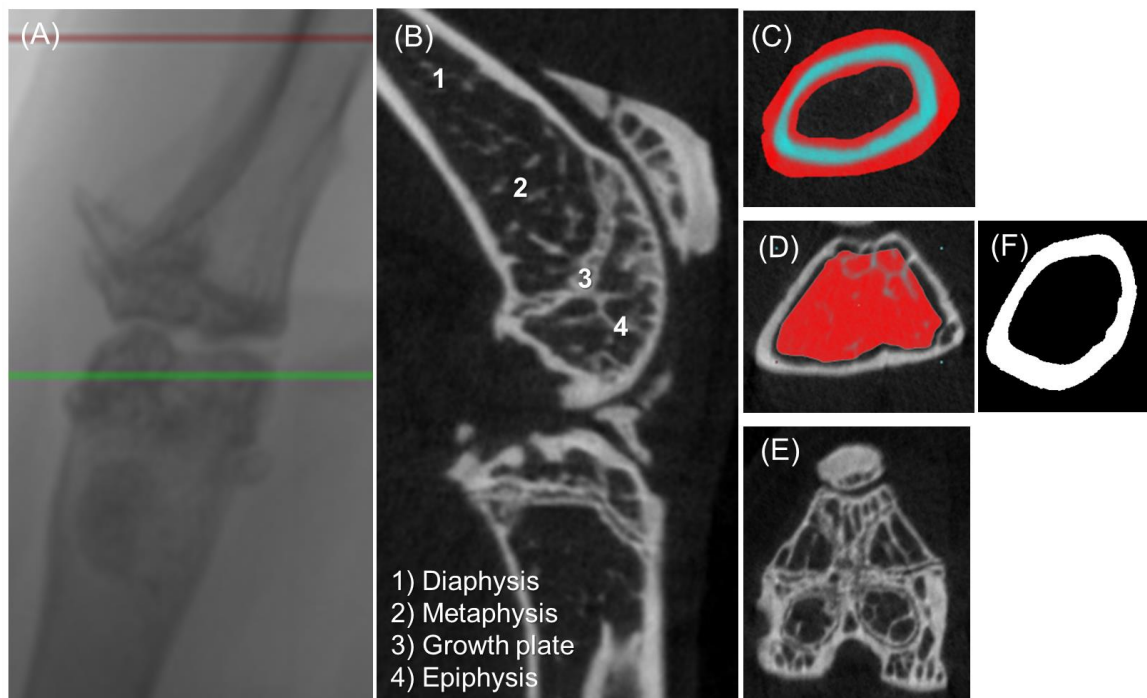 (A)
(B)
1
2
3
4
1) Diaphysis
2) Metaphysis
3) Growth plate
4) Epiphysis
(C)
(D)
(F)
(E)